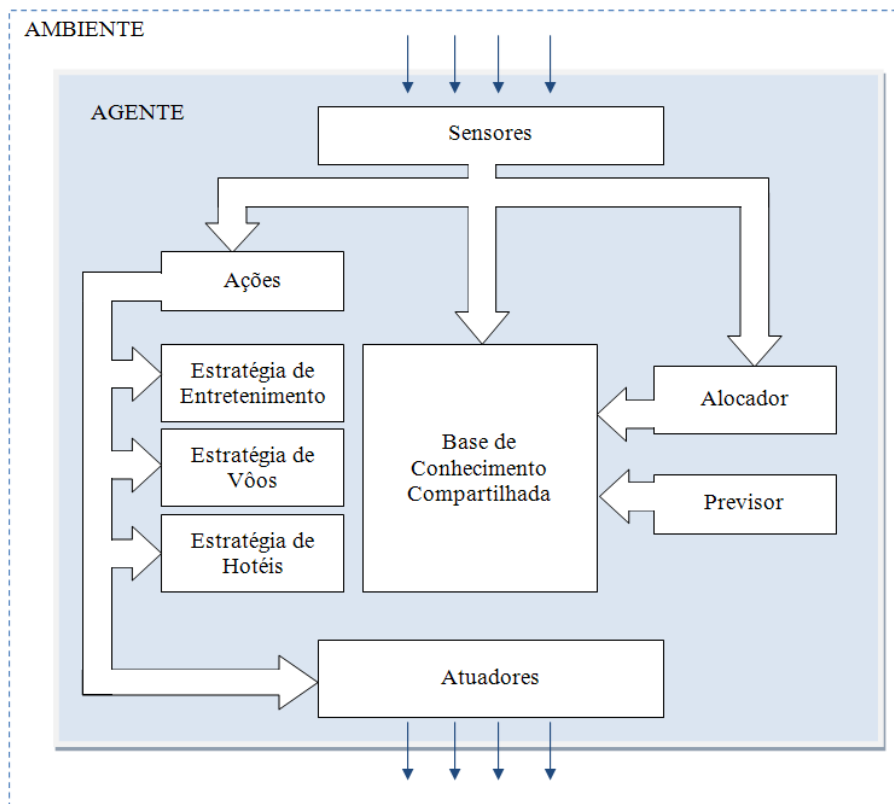 AMBIENTE
AGENTE
Sensores
Ações
Estratégia de
Entretenimento
Estratégia de
Vôos
Estratégia de
Hotéis
Base de
Conhecimento
Compartilhada
Alocador
Previsor
Atuadores